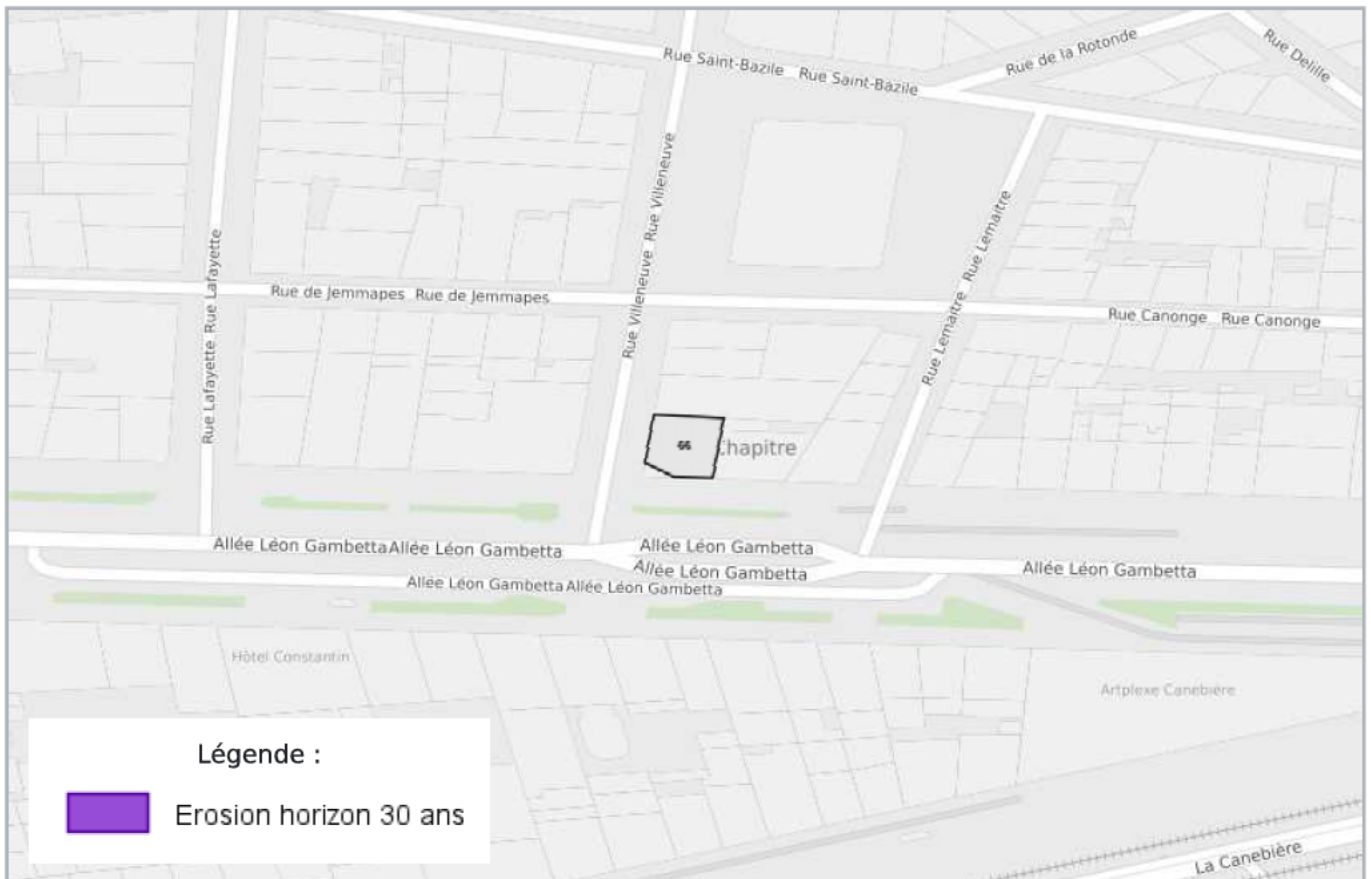 Rue Saint-Bazile Rue Saint-Bazile
Rue de la Rotonde
Rue Delille
Rue Villeneuve Rue Villeneuve
Rue Lemaitre Rue Lemaitre
Rue Lafayette Rue Lafayette
Rue de Jemmapes Rue de Jemmapes
Rue Canonge Rue Canonge
Chapitre
Allée Léon Gambetta Allée Léon Gambetta
Allée Léon Gambetta
Allée Léon Gambetta
Allée Léon Gambetta
Allée Léon Gambetta Allée Léon Gambetta
Hôtel Constantin
Artplexe Canebière
Légende :
Erosion horizon 30 ans
La Canebière